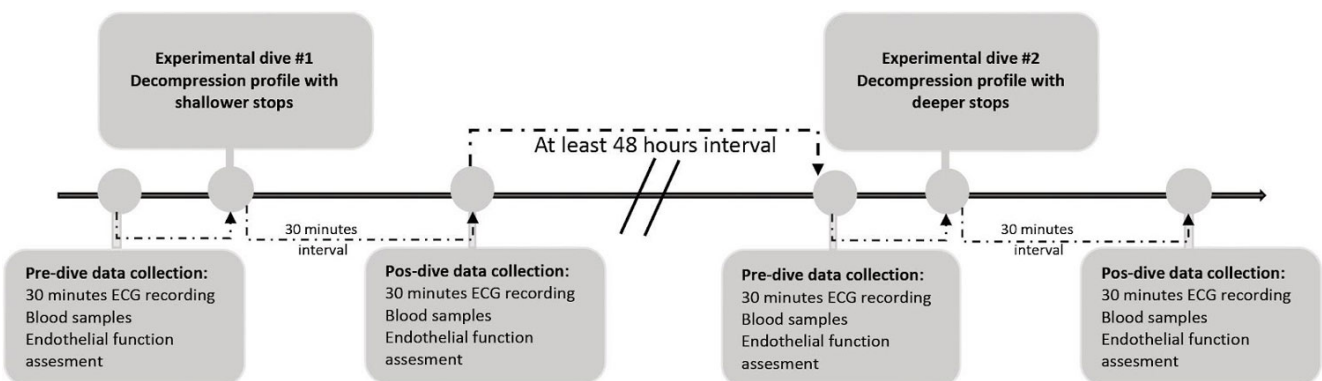 Experimental dive #1
Decompression profile with
shallower stops
Experimental dive #2
Decompression profile with
deeper stops
At least 48 hours interval
30 minutes
interval
30 minutes
interval
Pre-dive data collection:
30 minutes ECG recording
Blood samples
Endothelial function
assesment
Pos-dive data collection:
30 minutes ECG recording
Blood samples
Endothelial function
assesment
Pre-dive data collection:
30 minutes ECG recording
Blood samples
Endothelial function
assesment
Pos-dive data collection:
30 minutes ECG recording
Blood samples
Endothelial function
assesment